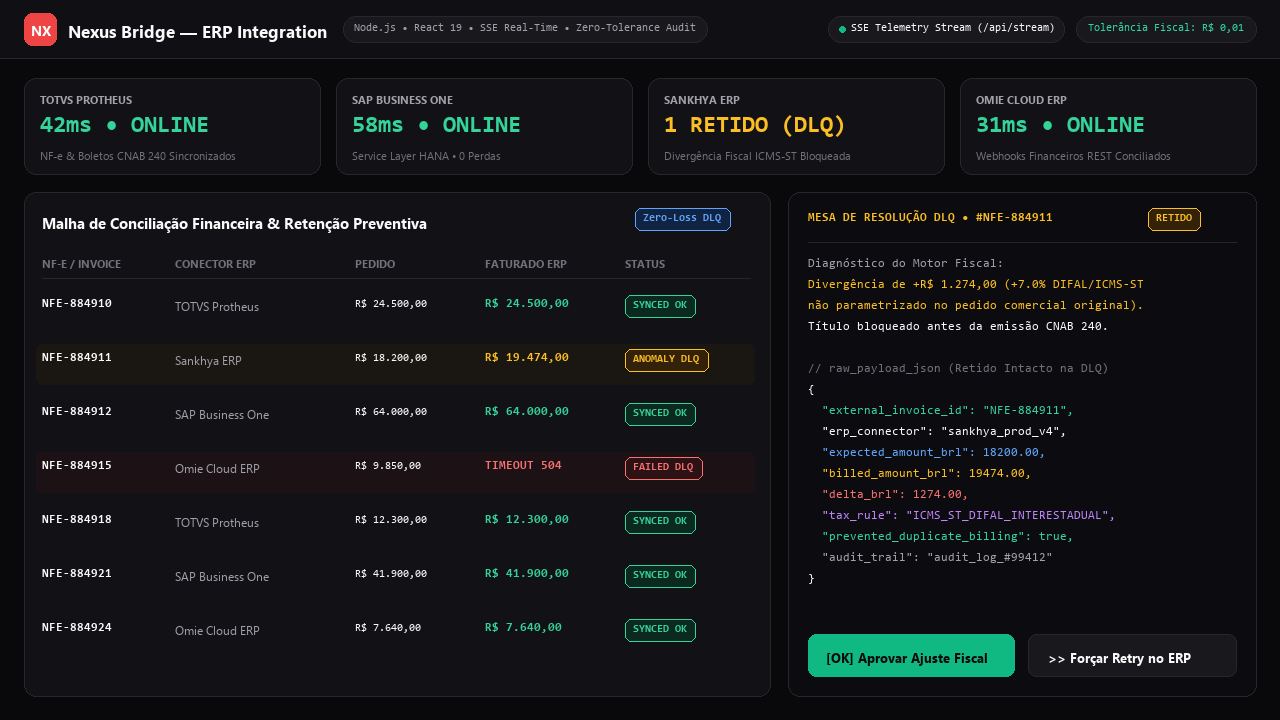 NX
Nexus Bridge — ERP Integration
Node.js • React 19 • SSE Real-Time • Zero-Tolerance Audit
SSE Telemetry Stream (/api/stream)
Tolerância Fiscal: R$ 0,01
TOTVS PROTHEUS
42ms • ONLINE
NF-e & Boletos CNAB 240 Sincronizados
SAP BUSINESS ONE
58ms • ONLINE
Service Layer HANA • 0 Perdas
SANKHYA ERP
1 RETIDO (DLQ)
Divergência Fiscal ICMS-ST Bloqueada
OMIE CLOUD ERP
31ms • ONLINE
Webhooks Financeiros REST Conciliados
Malha de Conciliação Financeira & Retenção Preventiva
Zero-Loss DLQ
NF-E / INVOICE CONECTOR ERP PEDIDO FATURADO ERP STATUS
NFE-884910 TOTVS Protheus R$ 24.500,00 R$ 24.500,00 SYNCED OK
NFE-884911 Sankhya ERP R$ 18.200,00 R$ 19.474,00 ANOMALY DLQ
NFE-884912 SAP Business One R$ 64.000,00 R$ 64.000,00 SYNCED OK
NFE-884915 Omie Cloud ERP R$ 9.850,00 TIMEOUT 504 FAILED DLQ
NFE-884918 TOTVS Protheus R$ 12.300,00 R$ 12.300,00 SYNCED OK
NFE-884921 SAP Business One R$ 41.900,00 R$ 41.900,00 SYNCED OK
NFE-884924 Omie Cloud ERP R$ 7.640,00 R$ 7.640,00 SYNCED OK
MESA DE RESOLUÇÃO DLQ • #NFE-884911
RETIDO
Diagnóstico do Motor Fiscal:
Divergência de +R$ 1.274,00 (+7.0% DIFAL/ICMS-ST
não parametrizado no pedido comercial original).
Título bloqueado antes da emissão CNAB 240.
// raw_payload_json (Retido Intacto na DLQ)
{
"external_invoice_id": "NFE-884911",
"erp_connector": "sankhya_prod_v4",
"expected_amount_brl": 18200.00,
"billed_amount_brl": 19474.00,
"delta_brl": 1274.00,
"tax_rule": "ICMS_ST_DIFAL_INTERESTADUAL",
"prevented_duplicate_billing": true,
"audit_trail": "audit_log_#99412"
}
[OK] Aprovar Ajuste Fiscal
>> Forçar Retry no ERP